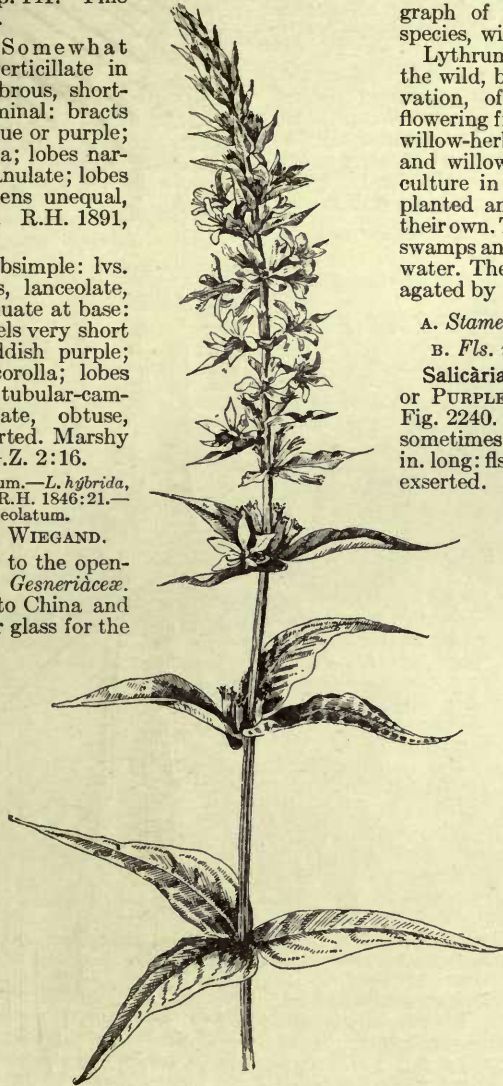 Somewhat
erticillate in
brous, short-
minal: bracts
ue or purple;
a; lobes nar-
nulate; lobes
ens unequal,
R.H. 1891,
bsimple: lvs.
s, lanceolate,
uate at base:
els very short
ddish purple;
corolla; lobes
tubular-cam-
ate, obtuse,
rted. Marshy
.Z. 2:16.
um.—L. hýbrida,
R.H. 1846:21.—
eolatum.
WIEGAND.
to the open-
Gesneriàceæ.
to China and
r glass for the
graph of
species, wi
Lythrum
the wild, b
vation, of
flowering f
willow-herb
and willow
culture in
planted an
their own. T
swamps an
water. The
agated by
A. Stame
B. Fls.
Salicària
or PURPLE
Fig. 2240.
sometimes
in. long: fls
exserted.